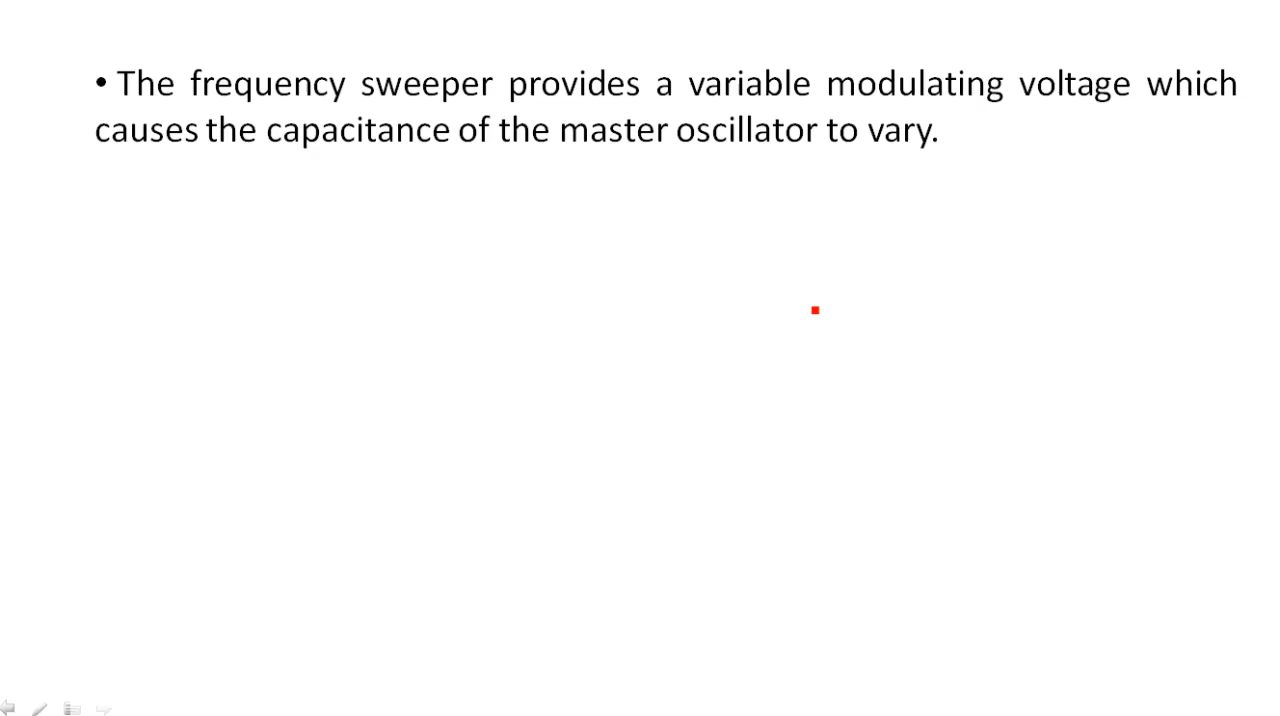 • The frequency sweeper provides a variable modulating voltage which
causes the capacitance of the master oscillator to vary.